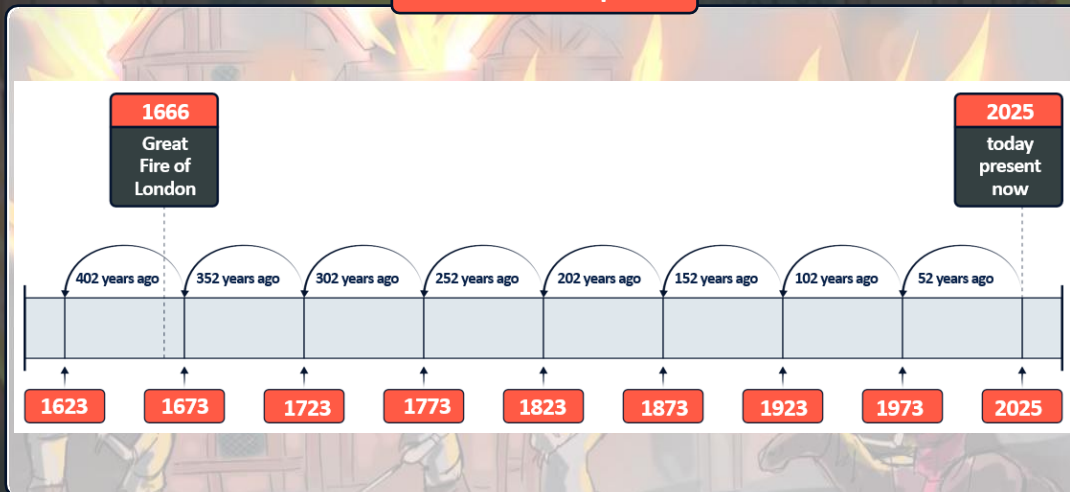 1666
Great
Fire of
London
2025
today
present
now
402 years ago
352 years ago
302 years ago
252 years ago
202 years ago
152 years ago
102 years ago
52 years ago
1623
1673
1723
1773
1823
1873
1923
1973
2025